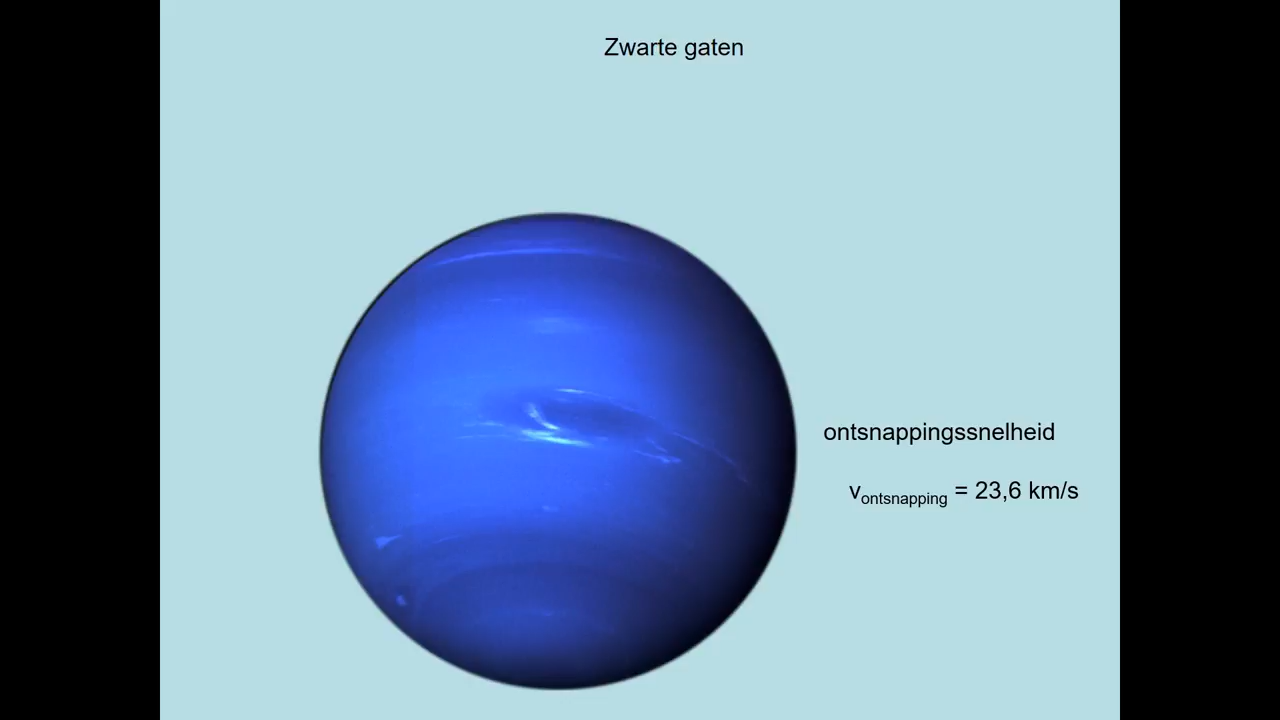 Zwarte gaten
ontsnappingssnelheid
vontsnapping = 23,6 km/s